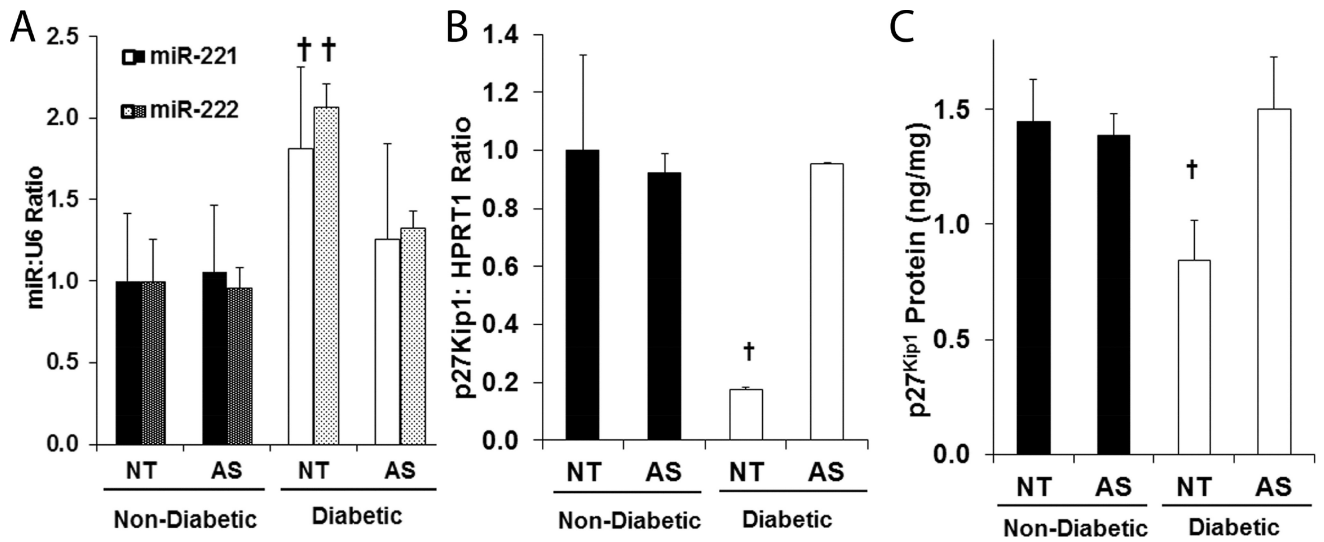 A
miR:U6 Ratio
2.5
2.0
1.5
1.0
0.5
0.0
miR-221
miR-222
† †
NT AS NT AS
Non-Diabetic Diabetic
B
p27Kip1: HPRT1 Ratio
1.4
1.2
1.0
0.8
0.6
0.4
0.2
0.0
†
NT AS NT AS
Non-Diabetic Diabetic
C
p27Kip1 Protein (ng/mg)
1.5
1.0
0.5
0.0
†
NT AS NT AS
Non-Diabetic Diabetic